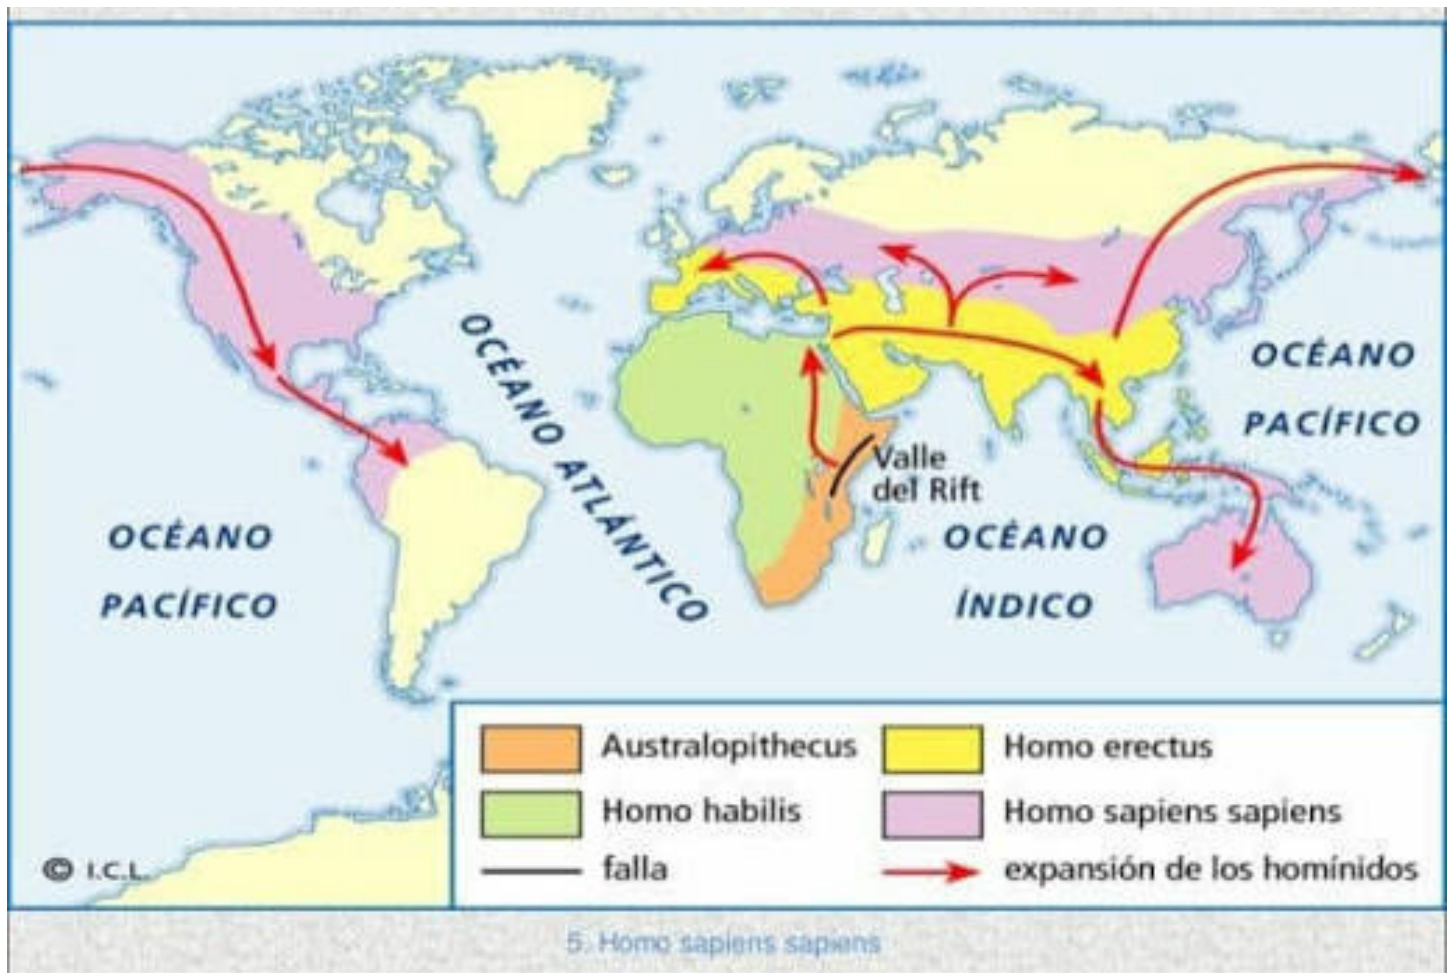 OCÉANO ATLÁNTICO
OCÉANO
PACÍFICO
Valle
del Rift
OCÉANO
PACÍFICO
OCÉANO
ÍNDICO
Australopithecus
Homo erectus
Homo habilis
Homo sapiens sapiens
falla
expansión de los homínidos
© I.C.L.
5. Homo sapiens sapiens